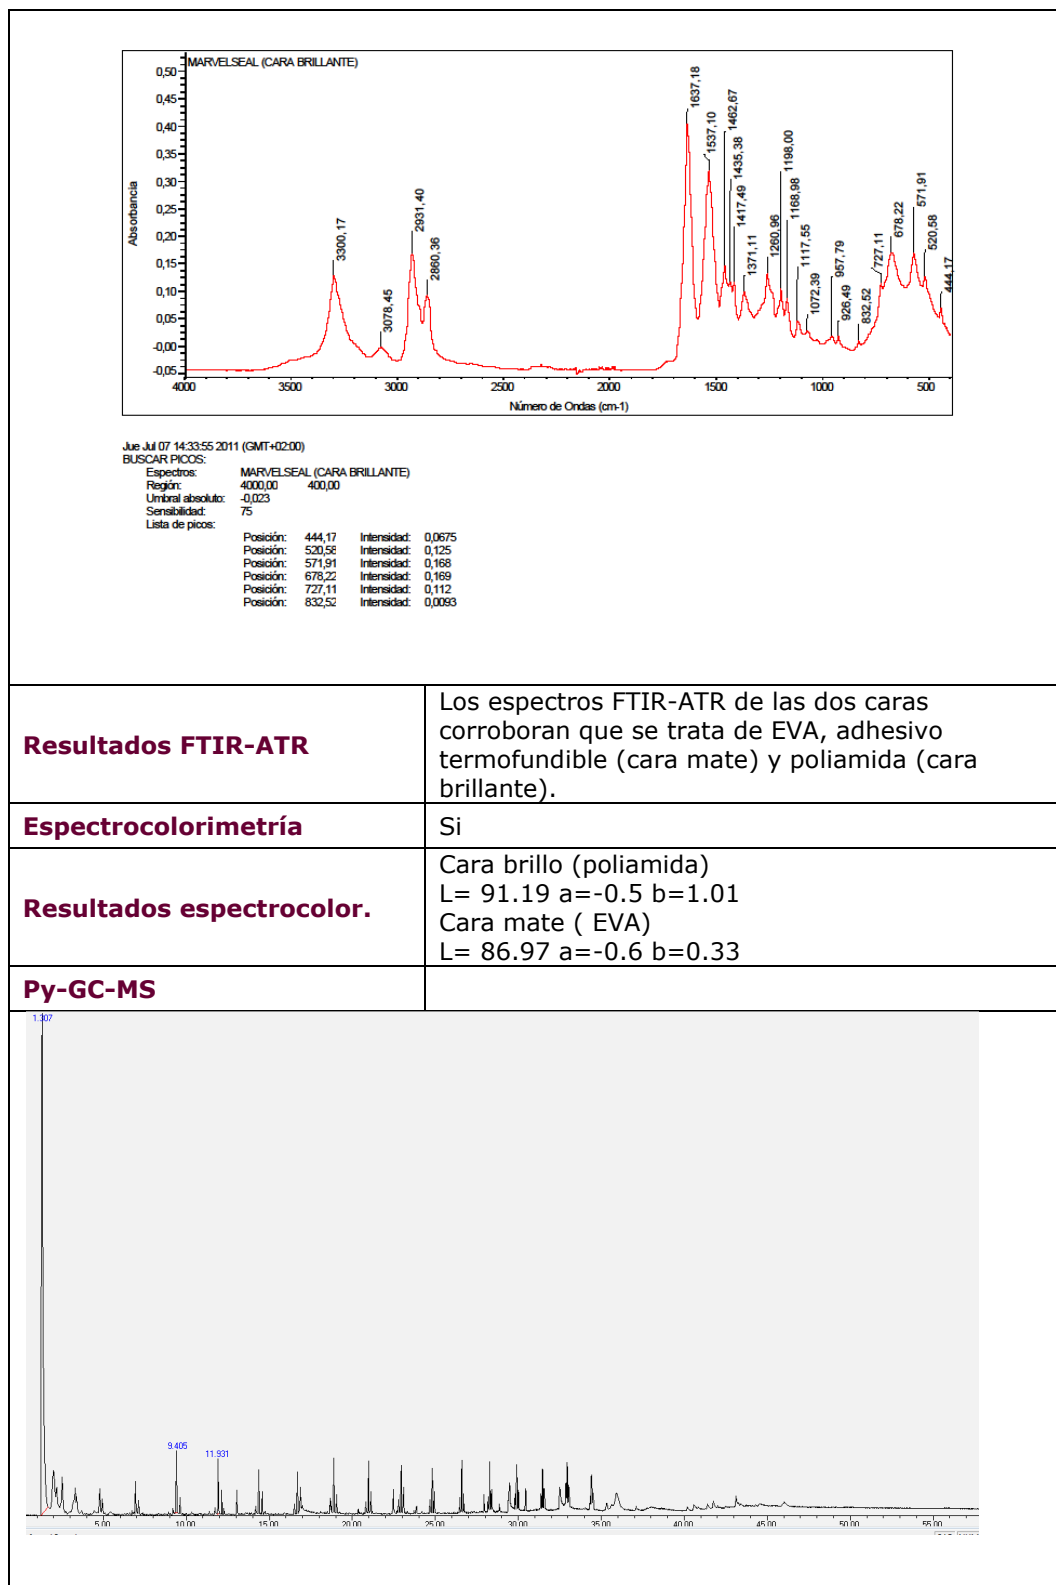 MARVELSEAL (CARA BRILLANTE)
0,50
0,45
0,40
0,35
0,30
0,25
0,20
0,15
0,10
0,05
-0,00
-0,05
Absorbancia
3300,17
3078,45
2931,40
2860,36
1637,18
1537,10
1462,67
1435,38
1417,49
1371,11
1260,96
1198,00
1168,98
1117,55
1072,39
957,79
926,49
832,52
727,11
678,22
571,91
520,58
444,17
4000 3500 3000 2500 2000 1500 1000 500
Número de Ondas (cm-1)
Jue Jul 07 14:33:55 2011 (GMT+02:00)
BUSCAR PICOS:
Espectros: MARVELSEAL (CARA BRILLANTE)
Región: 4000,00 400,00
Umbral absoluto: -0,023
Sensibilidad: 75
Lista de picos:
Posición: 444,17 Intensidad: 0,0675
Posición: 520,58 Intensidad: 0,125
Posición: 571,91 Intensidad: 0,168
Posición: 678,22 Intensidad: 0,169
Posición: 727,11 Intensidad: 0,112
Posición: 832,52 Intensidad: 0,0093
Resultados FTIR-ATR
Los espectros FTIR-ATR de las dos caras
corroboran que se trata de EVA, adhesivo
termofundible (cara mate) y poliamida (cara
brillante).
Espectrocolorimetría
Si
Resultados espectrocolor.
Cara brillo (poliamida)
L= 91.19 a=-0.5 b=1.01
Cara mate ( EVA)
L= 86.97 a=-0.6 b=0.33
Py-GC-MS
1.307
9.405
11.931
5.00 10.00 15.00 20.00 25.00 30.00 35.00 40.00 45.00 50.00 55.00